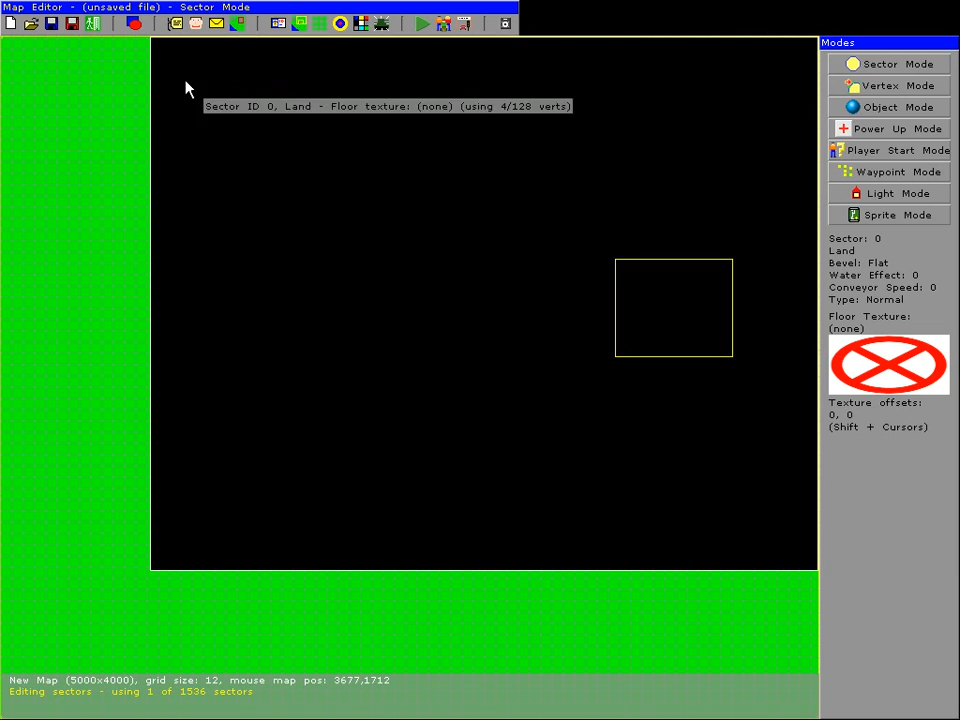 Map Editor - (unsaved file) - Sector Mode
Modes
Sector Mode
Vertex Mode
Sector ID 0, Land - Floor texture: (none) (using 4/128 verts)
Object Mode
Power Up Mode
Player Start Mode
Waypoint Mode
Light Mode
Sprite Mode
Sector: 0
Land
Bevel: Flat
Water Effect: 0
Conveyor Speed: 0
Type: Normal
Floor Texture:
(none)
Texture offsets:
0, 0
(Shift + Cursors)
New Map (5000x4000), grid size: 12, mouse map pos: 3677,1712
Editing sectors - using 1 of 1536 sectors